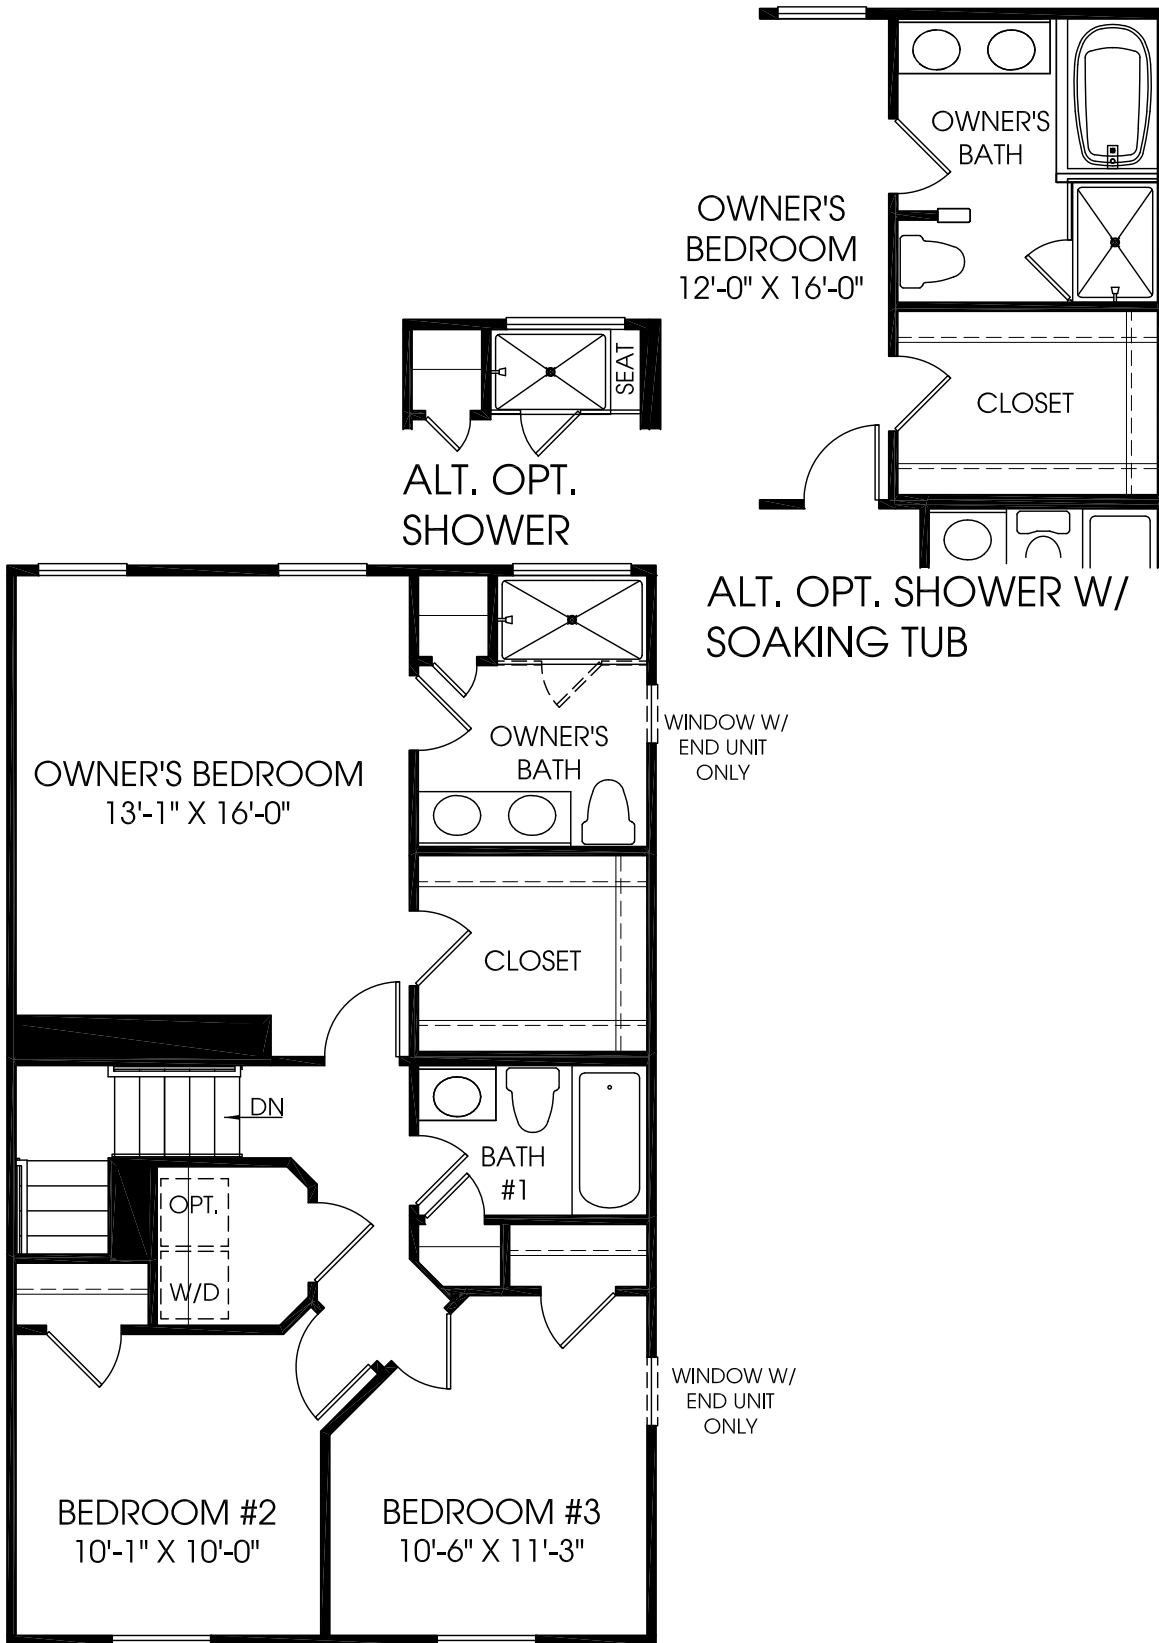 OWNER'S
BATH
OWNER'S
BEDROOM
12'-0" X 16'-0"
CLOSET
ALT. OPT. SHOWER W/
SOAKING TUB
SEAT
ALT. OPT.
SHOWER
OWNER'S BEDROOM
13'-1" X 16'-0"
OWNER'S
BATH
WINDOW W/
END UNIT
ONLY
CLOSET
DN
BATH
#1
OPT.
W/D
WINDOW W/
END UNIT
ONLY
BEDROOM #2
10'-1" X 10'-0"
BEDROOM #3
10'-6" X 11'-3"